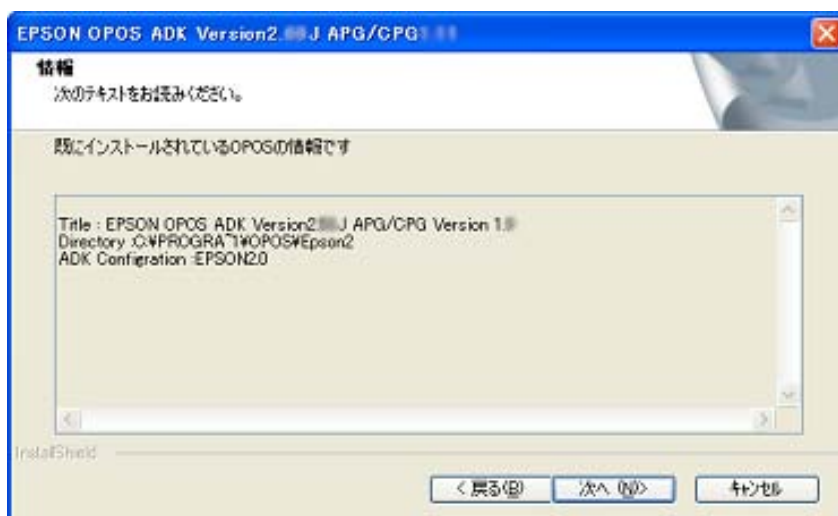 EPSON OPOS ADK Version2. J APG/CPG
情報
次のテキストをお読みください。
既にインストールされているOPOSの情報です
Title : EPSON OPOS ADK Version2 J APG/CPG Version 1.
Directory :C:¥PROGRA~1¥OPOS¥Epson2
ADK Configration :EPSON2.0
InstallShield
< 戻る(B)
次へ (N)>
キャンセル